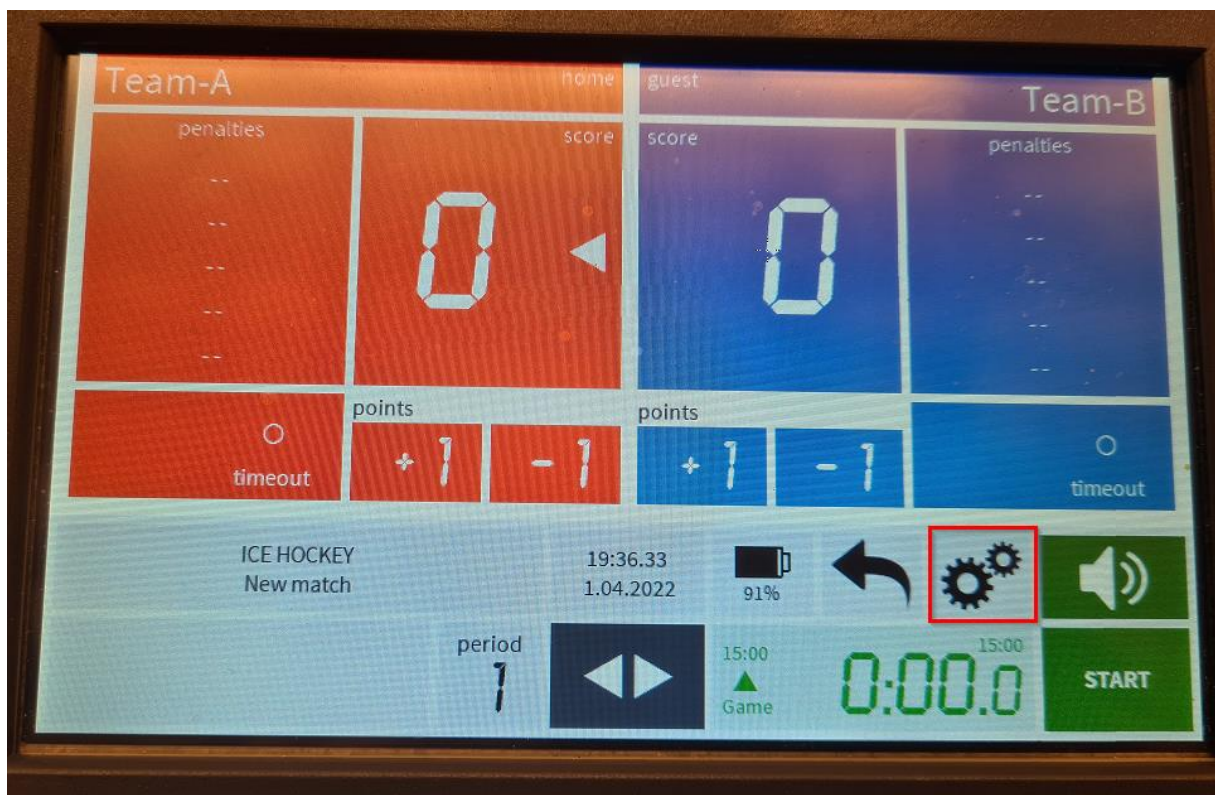 Team-A
home
guest
Team-B
penalties
score
score
penalties
--
--
--
--
--
0
0
--
--
--
--
--
timeout
points
+1
-1
points
+1
-1
timeout
ICE HOCKEY
New match
19:36.33
1.04.2022
91%
period
1
15:00
Game
15:00
0:00.0
START